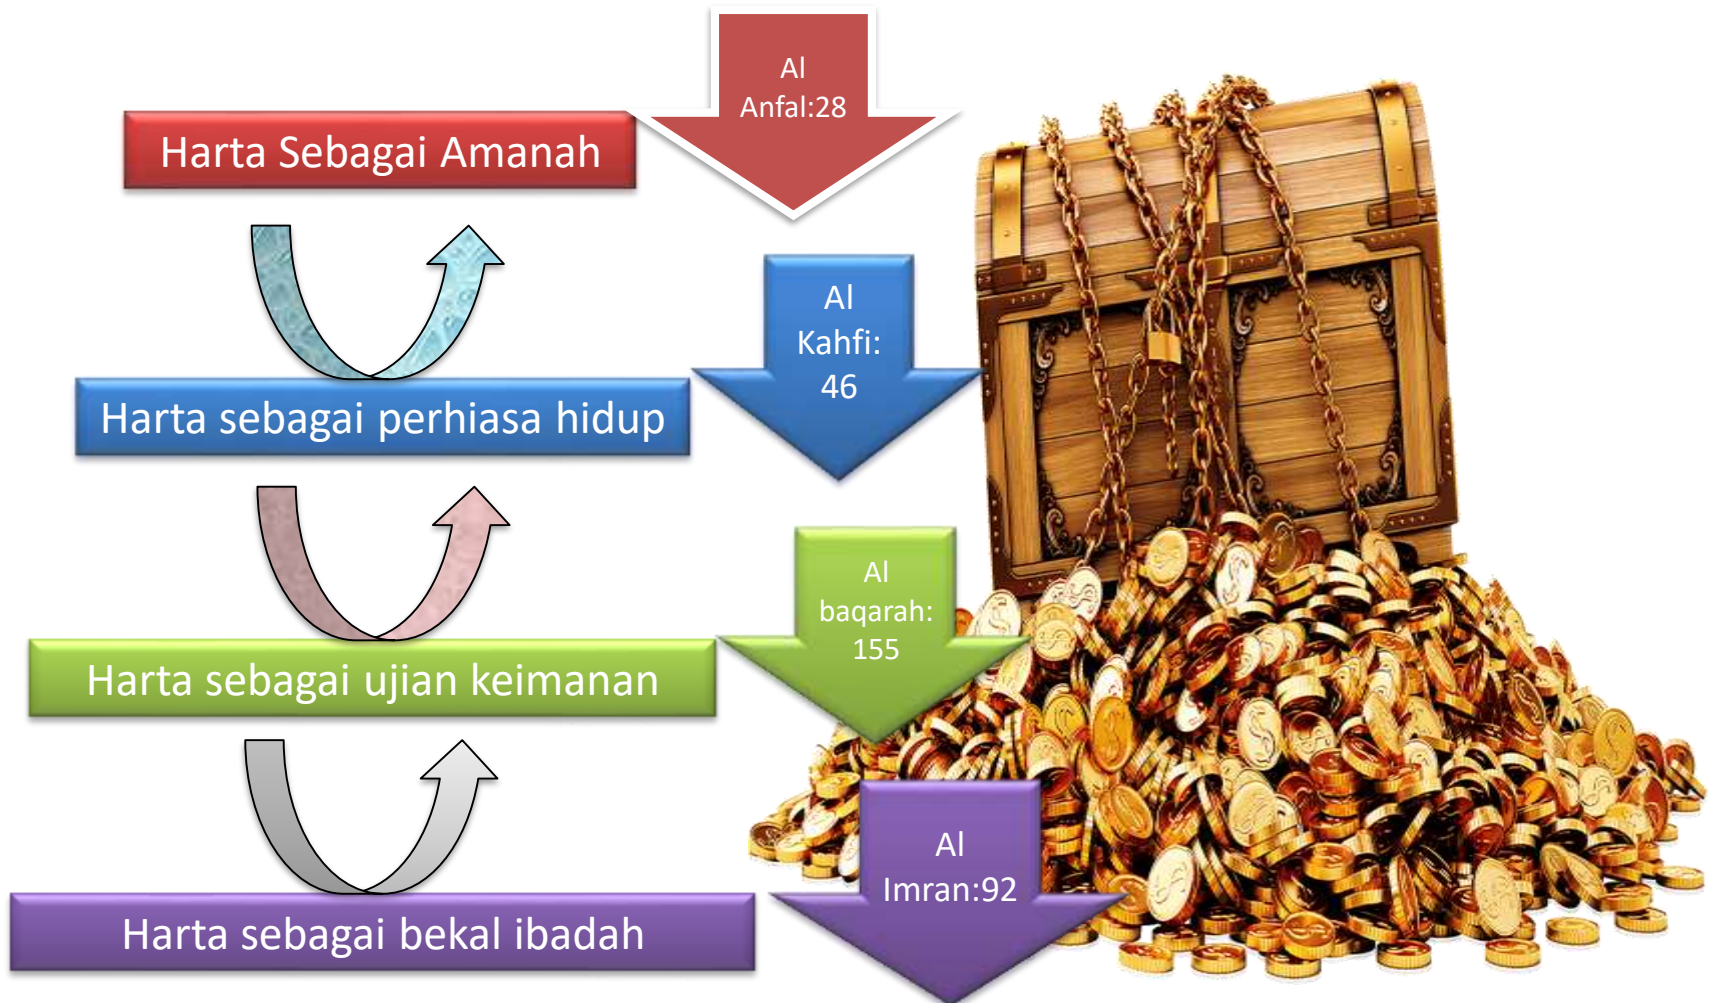 Al
Anfal:28
Harta Sebagai Amanah
Al
Kahfi:
46
Harta sebagai perhiasa hidup
Al
baqarah:
155
Harta sebagai ujian keimanan
Al
Imran:92
Harta sebagai bekal ibadah